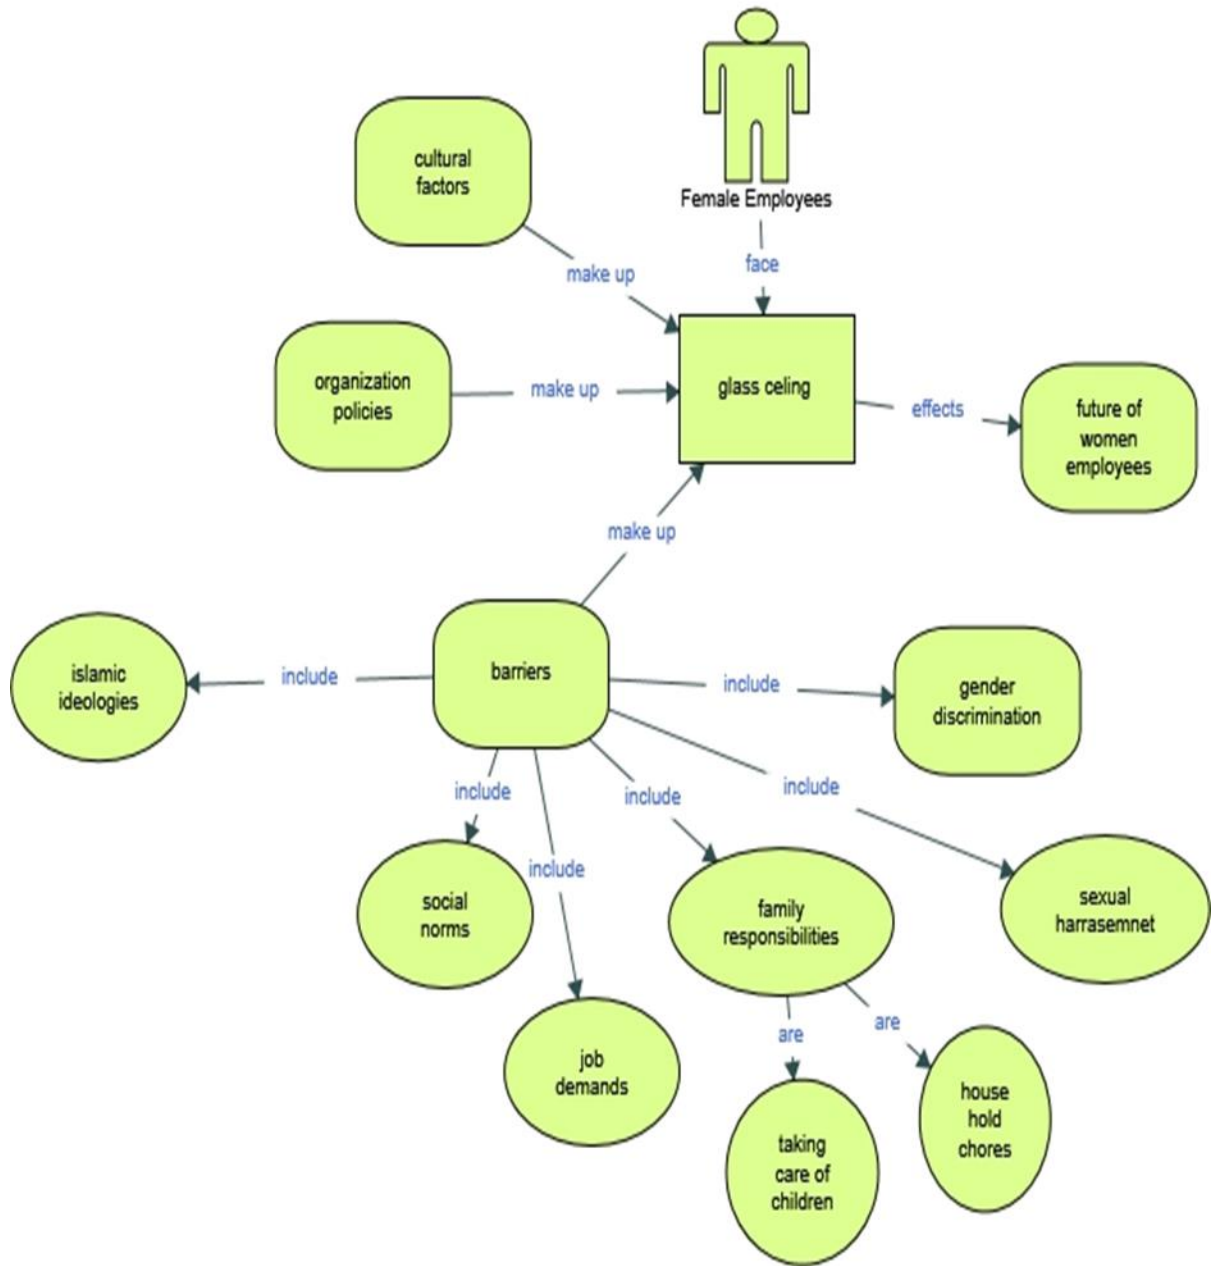 Female Employees
cultural
factors
make up
face
organization
policies
make up
glass celing
effects
future of
women
employees
make up
barriers
islamic
ideologies
include
include
gender
discrimination
include
include
include
include
social
norms
family
responsibilities
sexual
harrasemnet
job
demands
are
are
taking
care of
children
house
hold
chores